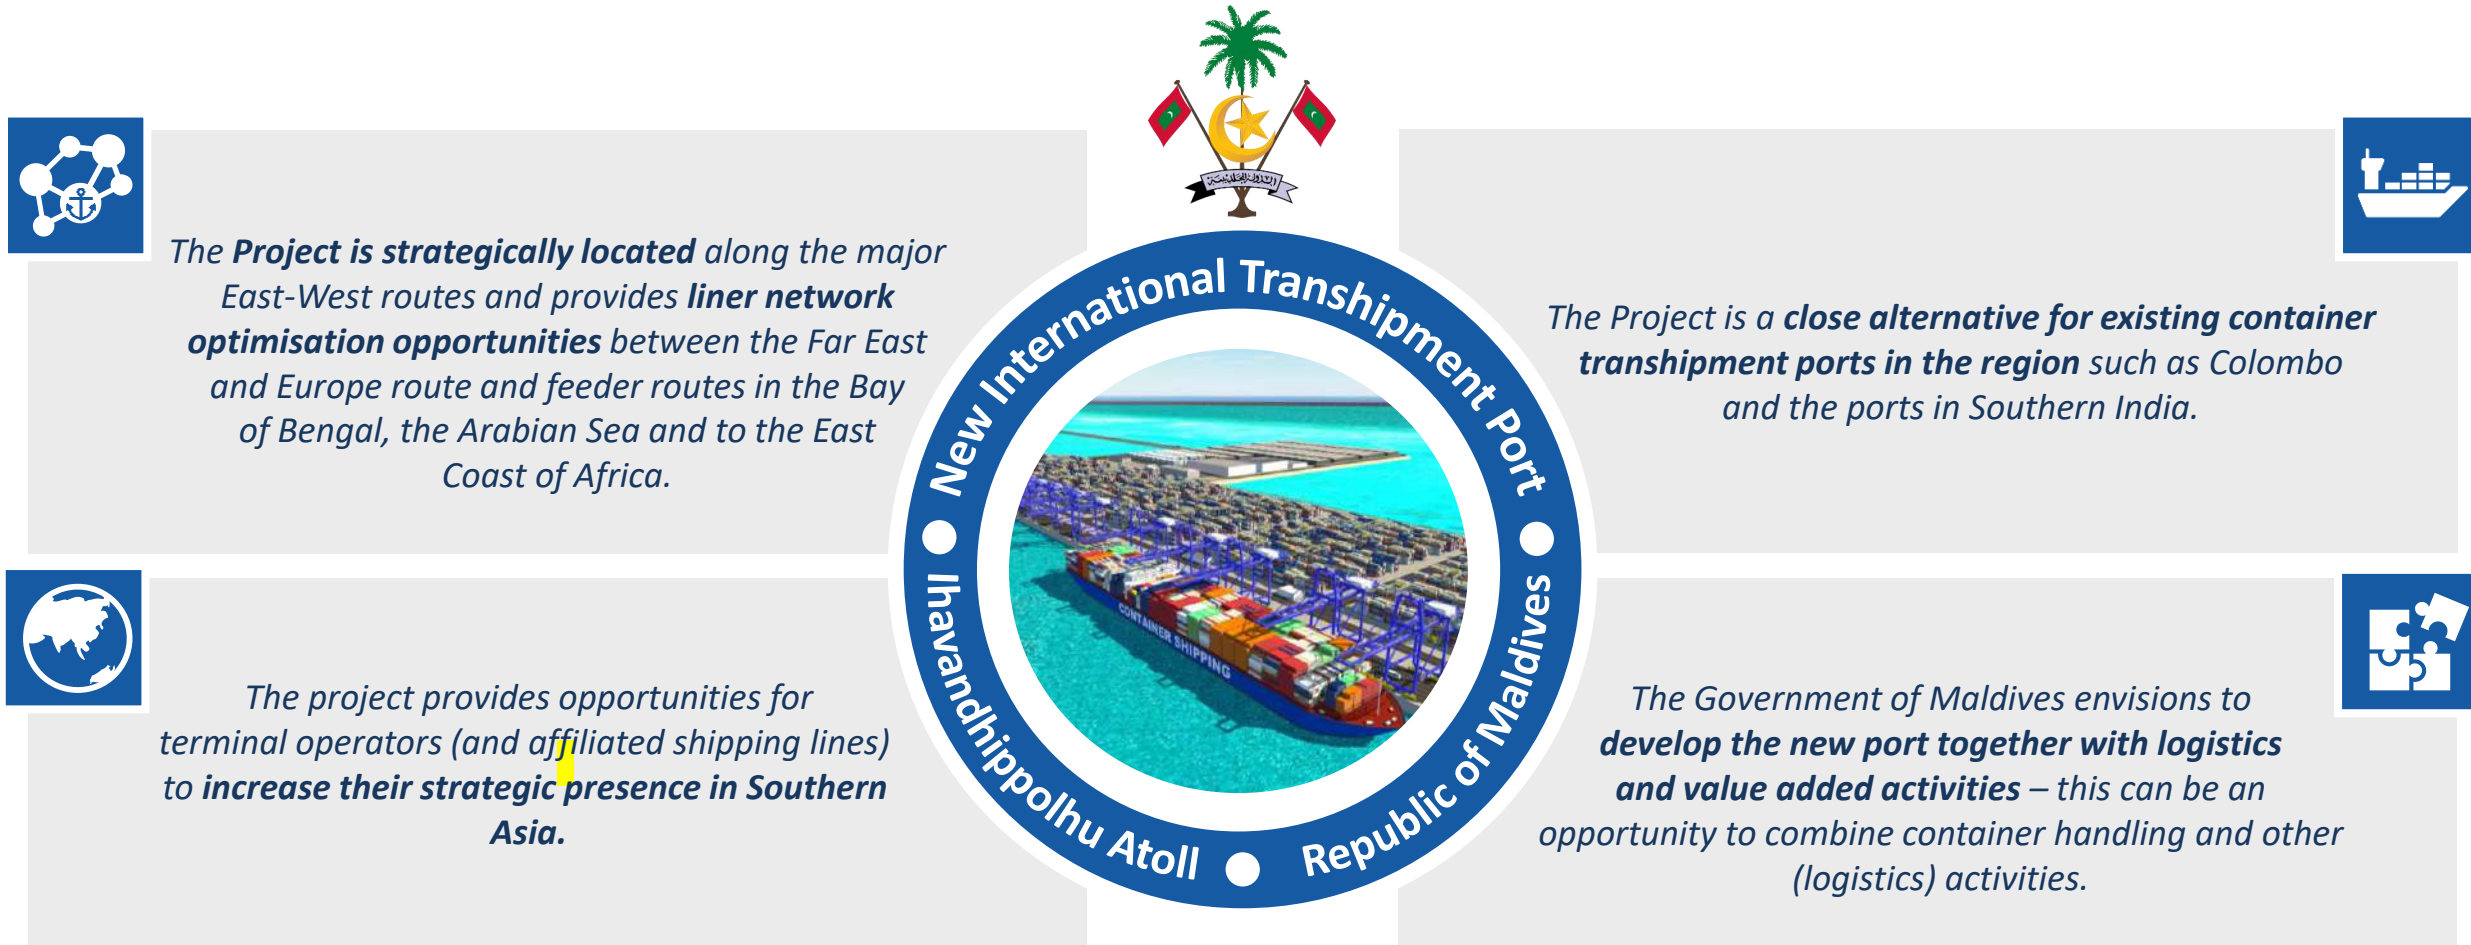 The Project is strategically located along the major
East-West routes and provides liner network
optimisation opportunities between the Far East
and Europe route and feeder routes in the Bay
of Bengal, the Arabian Sea and to the East
Coast of Africa.
The Project is a close alternative for existing container
transhipment ports in the region such as Colombo
and the ports in Southern India.
New International Transhipment Port
Ihavandhippolhu Atoll
Republic of Maldives
CONTAINER SHIPPING
The project provides opportunities for
terminal operators (and affiliated shipping lines)
to increase their strategic presence in Southern
Asia.
The Government of Maldives envisions to
develop the new port together with logistics
and value added activities – this can be an
opportunity to combine container handling and other
(logistics) activities.